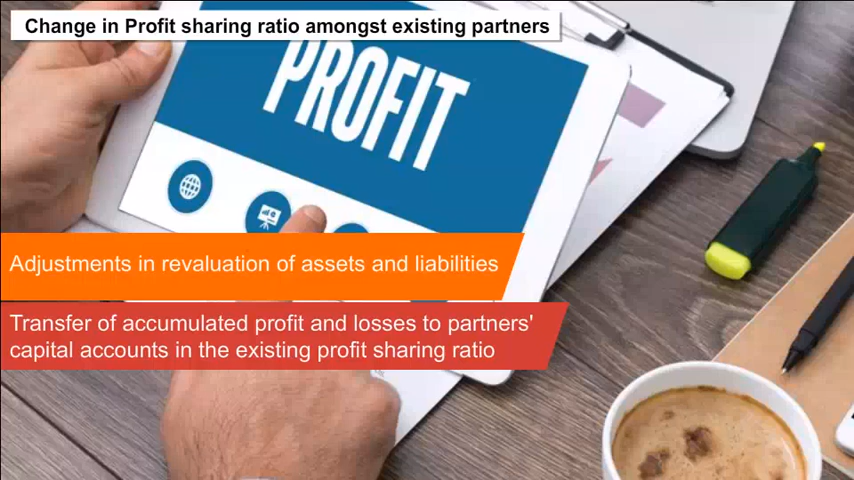 Change in Profit sharing ratio amongst existing partners
PROFIT
Adjustments in revaluation of assets and liabilities
Transfer of accumulated profit and losses to partners'
capital accounts in the existing profit sharing ratio